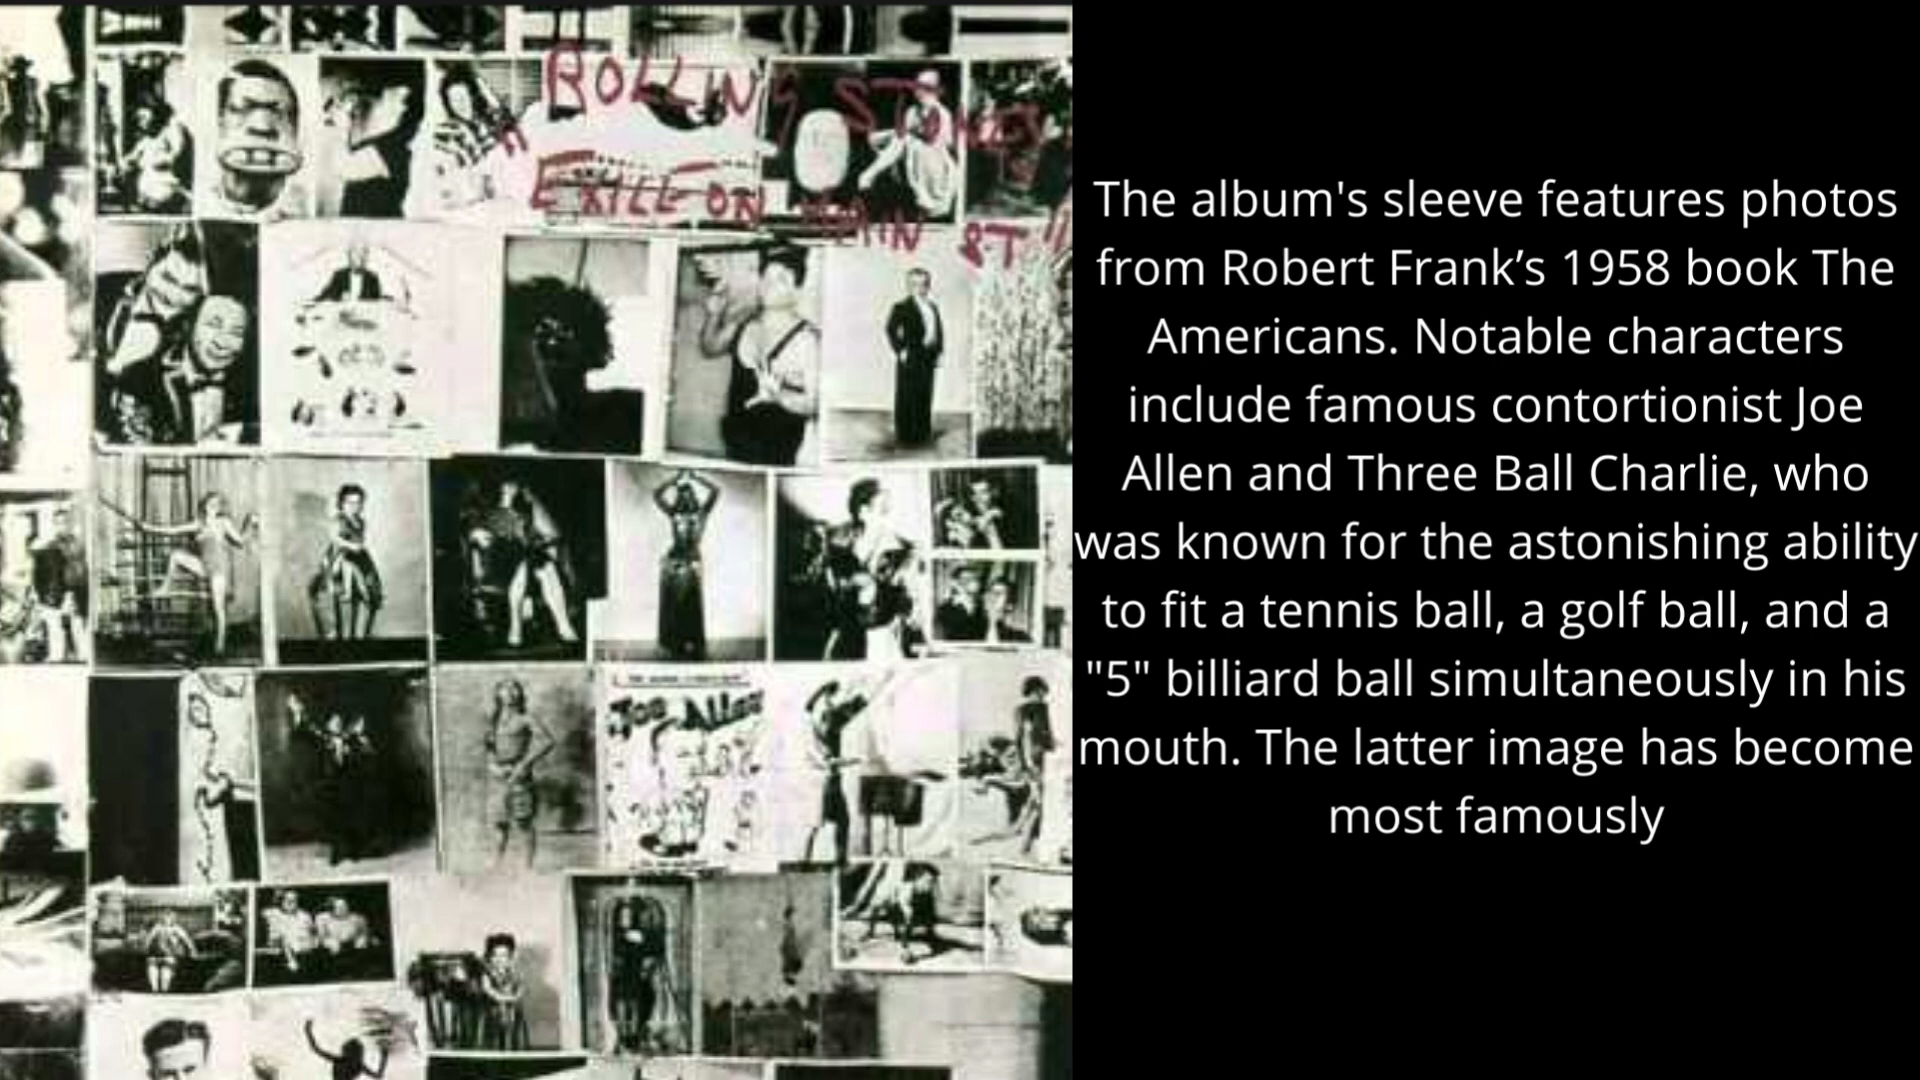 ROLLING STONES
"EXILE ON MAIN ST"
Joe Allen
The album's sleeve features photos
from Robert Frank’s 1958 book The
Americans. Notable characters
include famous contortionist Joe
Allen and Three Ball Charlie, who
was known for the astonishing ability
to fit a tennis ball, a golf ball, and a
"5" billiard ball simultaneously in his
mouth. The latter image has become
most famously